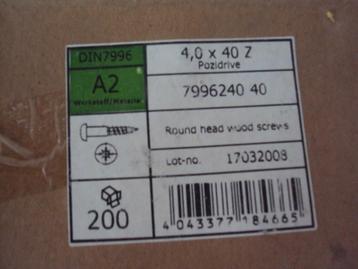 DIN7996
4,0 x 40 Z
Pozidrive
A2
Werkstoff/Metal
7996240 40
Round head wood screws
Lot-no. 17032008
200
4 043377 184665